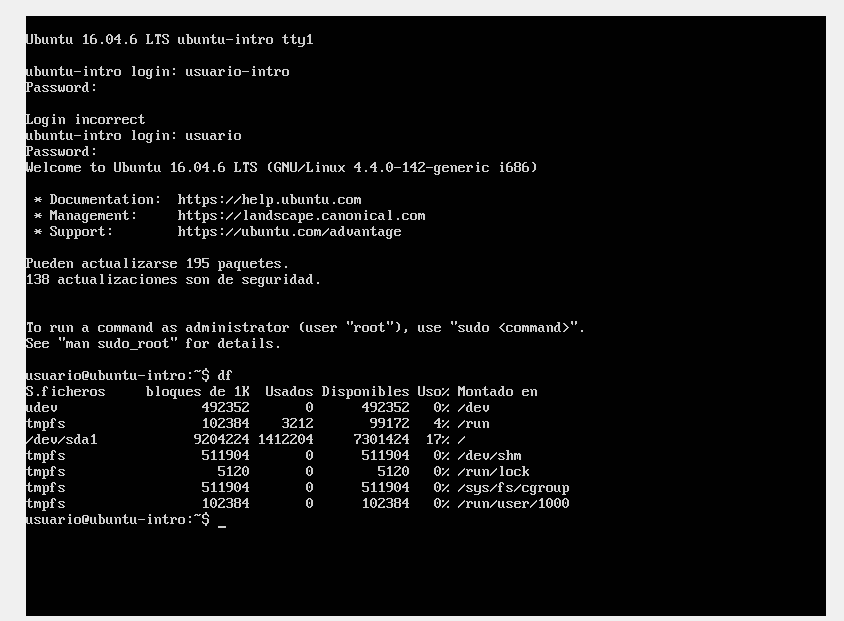 Ubuntu 16.04.6 LTS ubuntu-intro tty1
ubuntu-intro login: usuario-intro
Password:
Login incorrect
ubuntu-intro login: usuario
Password:
Welcome to Ubuntu 16.04.6 LTS (GNU/Linux 4.4.0-142-generic i686)
 * Documentation:  https://help.ubuntu.com
 * Management:     https://landscape.canonical.com
 * Support:        https://ubuntu.com/advantage
Pueden actualizarse 195 paquetes.
138 actualizaciones son de seguridad.
To run a command as administrator (user "root"), use "sudo <command>".
See "man sudo_root" for details.
usuario@ubuntu-intro:~$ df
S.ficheros     bloques de 1K  Usados Disponibles Uso% Montado en
udev                  492352       0      492352   0% /dev
tmpfs                 102384    3212       99172   4% /run
/dev/sda1            9204224 1412204     7301424  17% /
tmpfs                 511904       0      511904   0% /dev/shm
tmpfs                   5120       0        5120   0% /run/lock
tmpfs                 511904       0      511904   0% /sys/fs/cgroup
tmpfs                 102384       0      102384   0% /run/user/1000
usuario@ubuntu-intro:~$ _